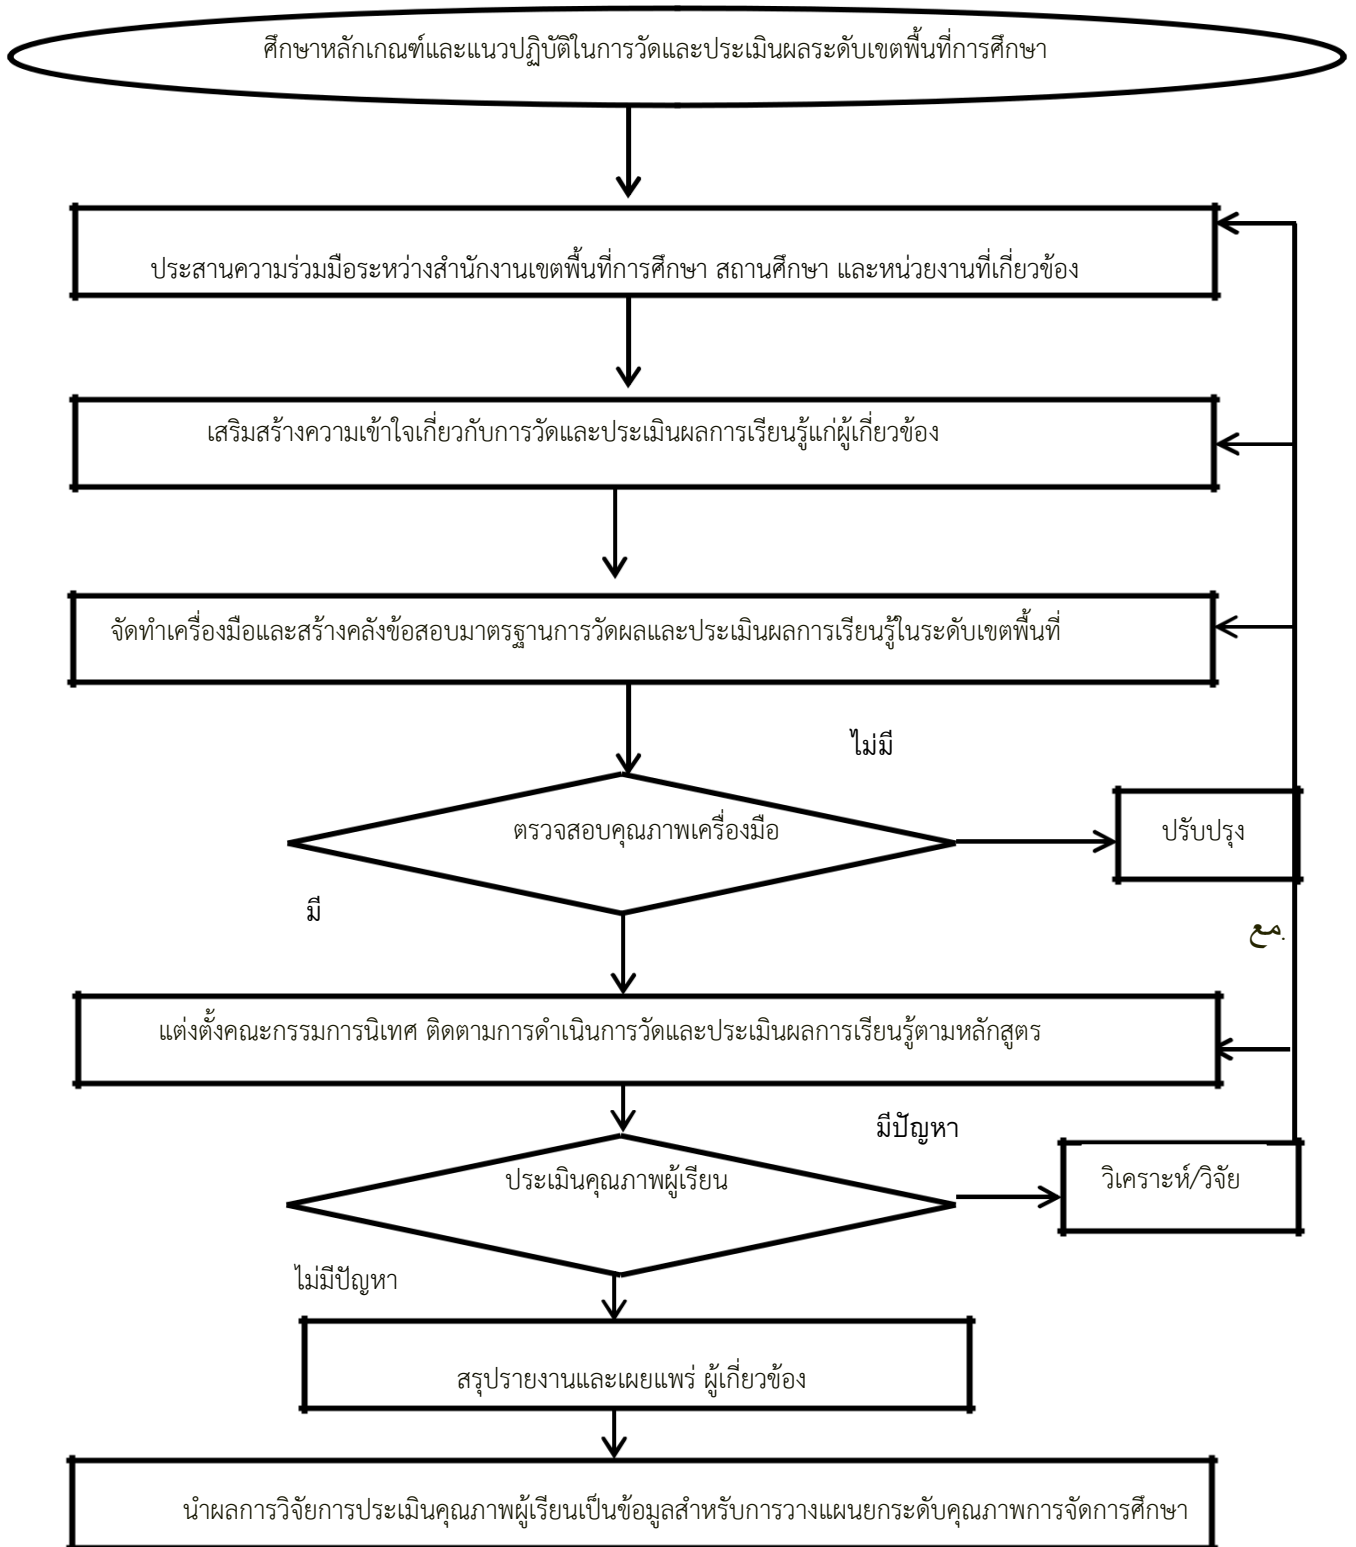 ศึกษาหลักเกณฑ์และแนวปฏิบัติในการวัดและประเมินผลระดับเขตพื้นที่การศึกษา
ประสานความร่วมมือระหว่างสำนักงานเขตพื้นที่การศึกษา สถานศึกษา และหน่วยงานที่เกี่ยวข้อง
เสริมสร้างความเข้าใจเกี่ยวกับการวัดและประเมินผลการเรียนรู้แก่ผู้เกี่ยวข้อง
จัดทำเครื่องมือและสร้างคลังข้อสอบมาตรฐานการวัดผลและประเมินผลการเรียนรู้ในระดับเขตพื้นที่
ไม่มี
ตรวจสอบคุณภาพเครื่องมือ
ปรับปรุง
มี
مع.
แต่งตั้งคณะกรรมการนิเทศ ติดตามการดำเนินการวัดและประเมินผลการเรียนรู้ตามหลักสูตร
มีปัญหา
ประเมินคุณภาพผู้เรียน
วิเคราะห์/วิจัย
ไม่มีปัญหา
สรุปรายงานและเผยแพร่ ผู้เกี่ยวข้อง
นำผลการวิจัยการประเมินคุณภาพผู้เรียนเป็นข้อมูลสำหรับการวางแผนยกระดับคุณภาพการจัดการศึกษา